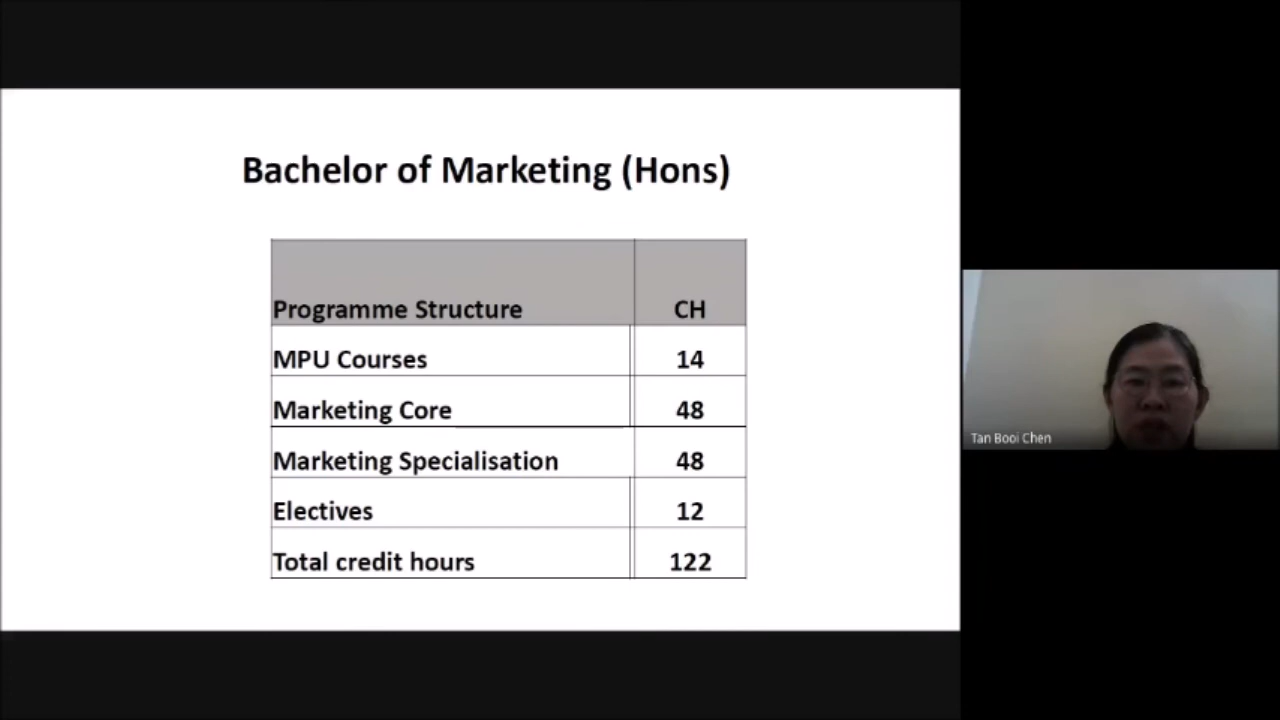 Bachelor of Marketing (Hons)
Programme Structure CH
MPU Courses 14
Marketing Core 48
Marketing Specialisation 48
Electives 12
Total credit hours 122
Tan Booi Chen